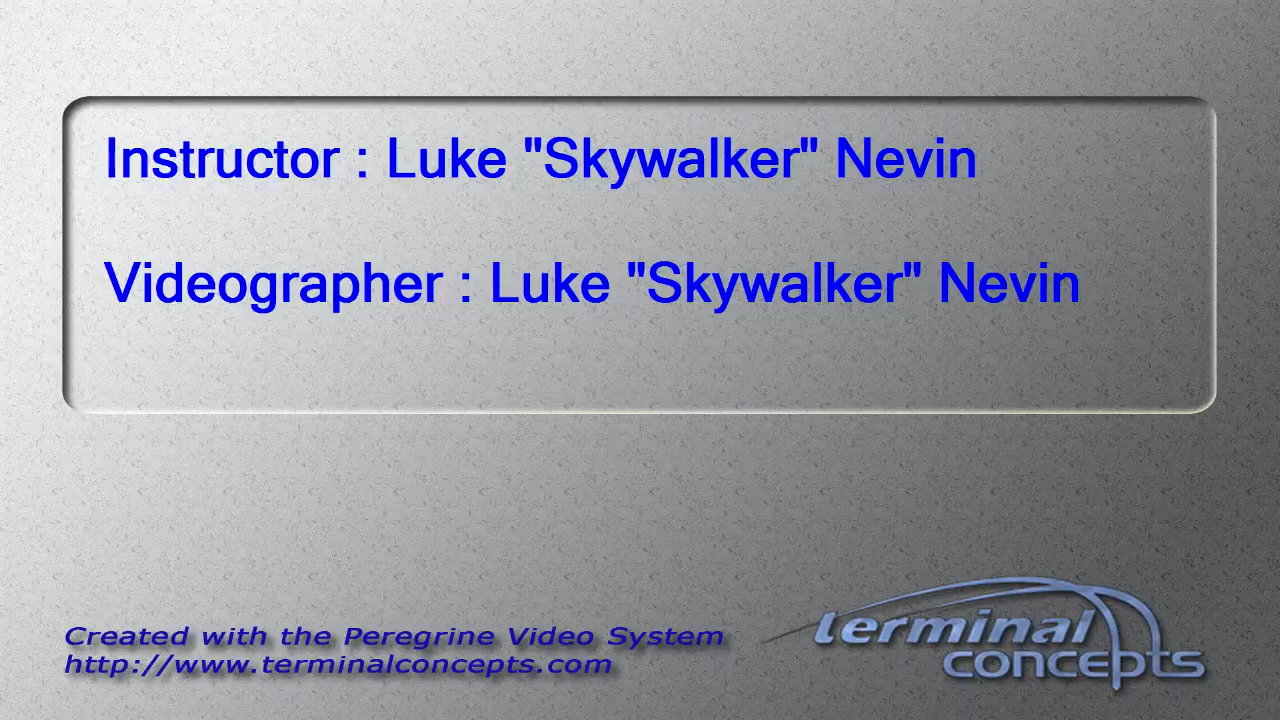 Instructor : Luke "Skywalker" Nevin
Videographer : Luke "Skywalker" Nevin
Created with the Peregrine Video System
http://www.terminalconcepts.com
terminal
concepts